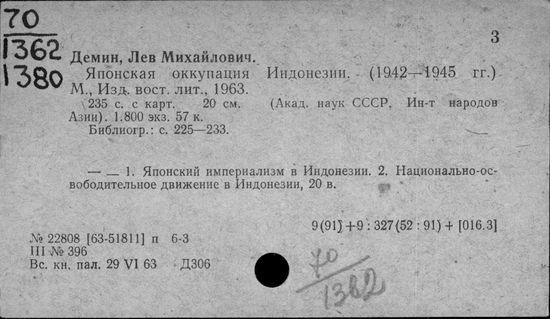 70
1362
1380
3
Демин, Лев Михайлович.
Японская оккупация Индонезии. (1942—1945 гг.)
М., Изд. вост. лит., 1963.
235 с. с карт. 20 см. (Акад. наук СССР. Ин-т народов
Азии). 1.800 экз. 57 к.
Библиогр.: с. 225—233.
— — 1. Японский империализм в Индонезии. 2. Национально-ос-
вободительное движение в Индонезии, 20 в.
9(91)+9:327(52:91)+[016.3]
№ 22808 [63-51811] п 6-3
III № 396
Вс. кн. пал. 29 VI 63 Д306
70
1362